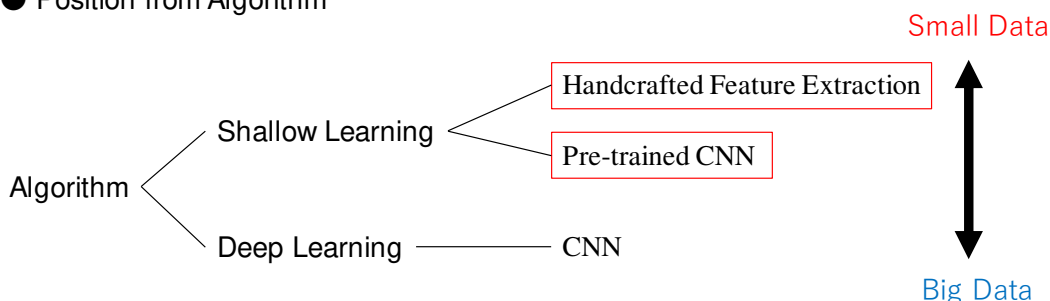 ● Position from Algorithm
Small Data
Handcrafted Feature Extraction
Shallow Learning
Pre-trained CNN
Algorithm
Deep Learning
CNN
Big Data